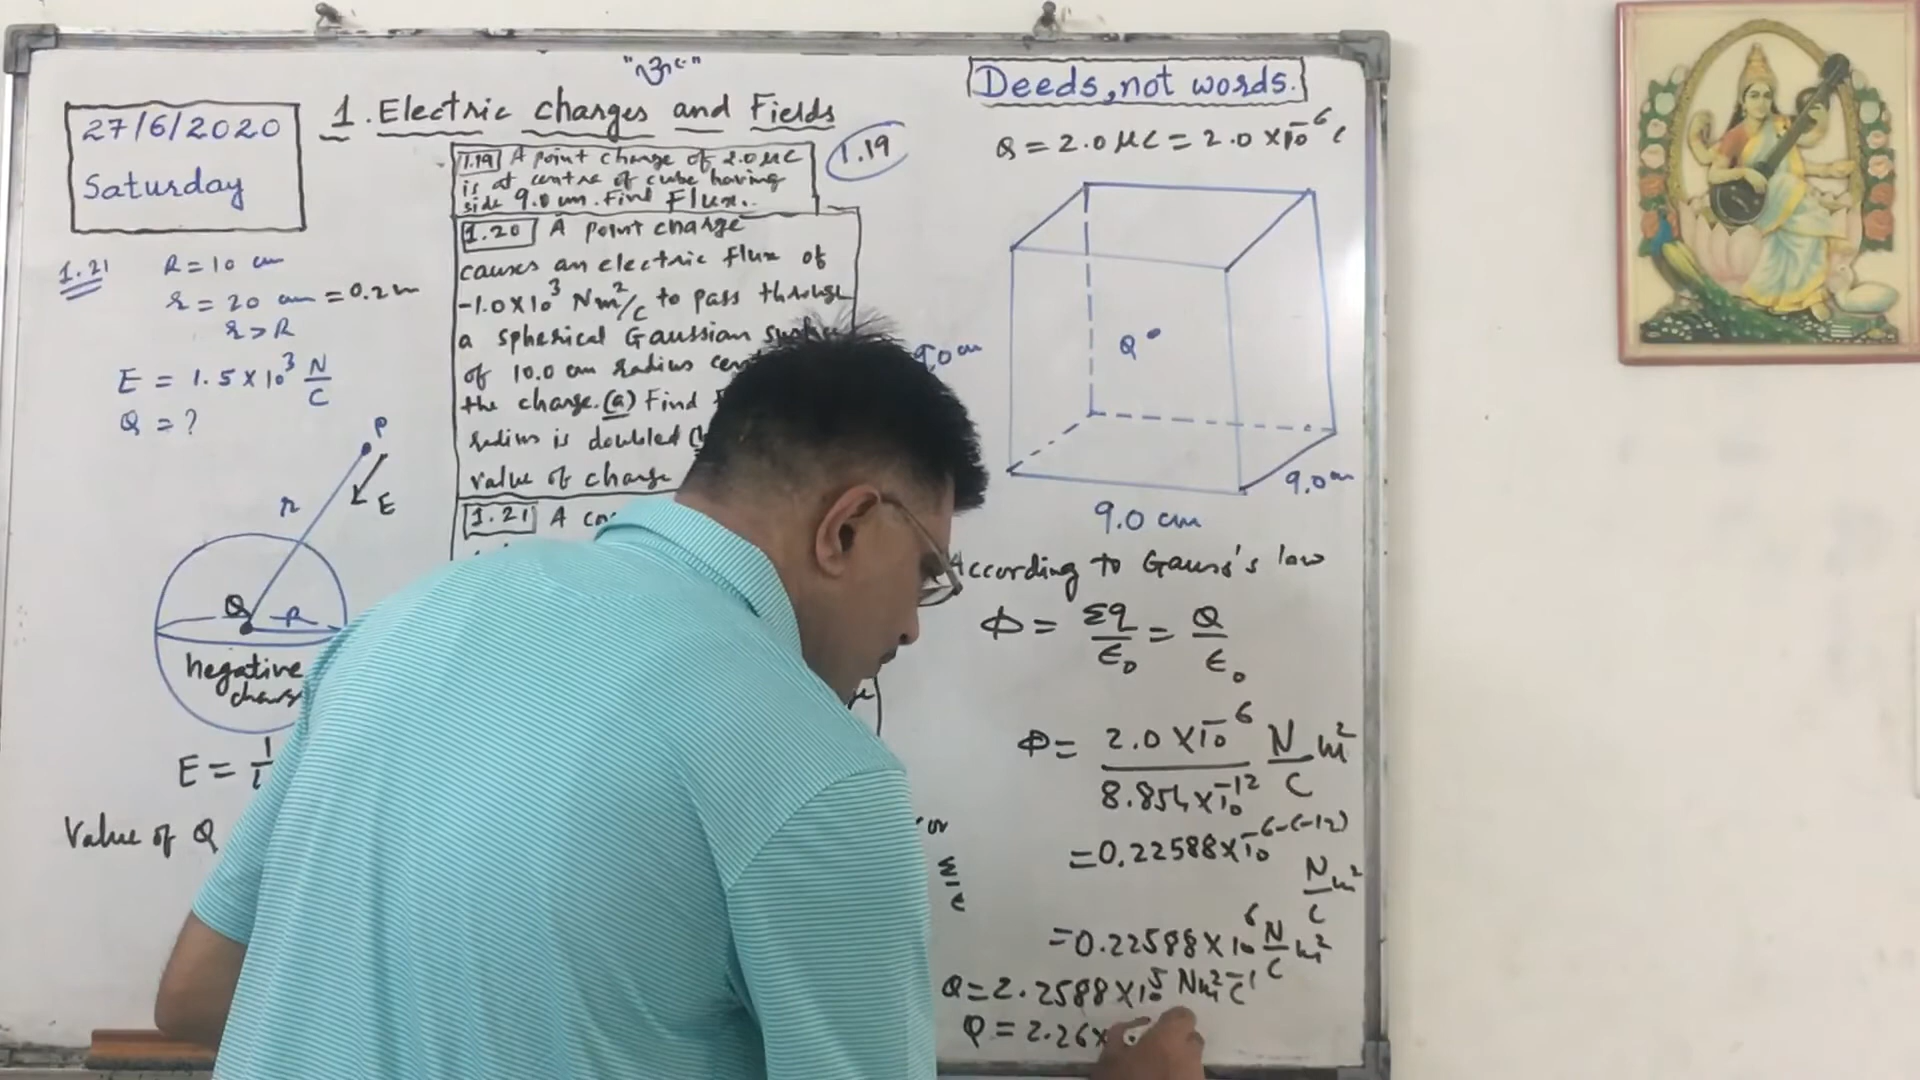 27/6/2020
Saturday
1. Electric charges and Fields
Deeds, not words.
1.19 A point charge of 2.0 μC
is at centre of cube having
side 9.0 cm. Find Flux.
1.19
1.20 A point charge
causes an electric flux of
-1.0×10³ Nm²/C to pass through
a spherical Gaussian
of 10.0 cm radius
the charge. (a) Find
radius is doubled
value of charge
1.21 A
1.21 R = 10 cm
r = 20 cm = 0.2 m
r > R
E = 1.5 × 10³ N/C
Q = ?
P
r
E
Q
R
negative
E = 1
Value of Q
Q = 2.0 μC = 2.0 × 10⁻⁶ C
9.0 cm
Q
9.0 cm
9.0 cm
According to Gauss's law
Φ = Σq/ε₀ = Q/ε₀
Φ = 2.0 × 10⁻⁶ / 8.854 × 10⁻¹² N/C m²
= 0.22588 × 10⁻⁶⁻⁽⁻¹²⁾ N/C m²
= 0.22588 × 10⁶ N/C m²
Φ = 2.2588 × 10⁵ Nm²C⁻¹
Φ = 2.26 ×